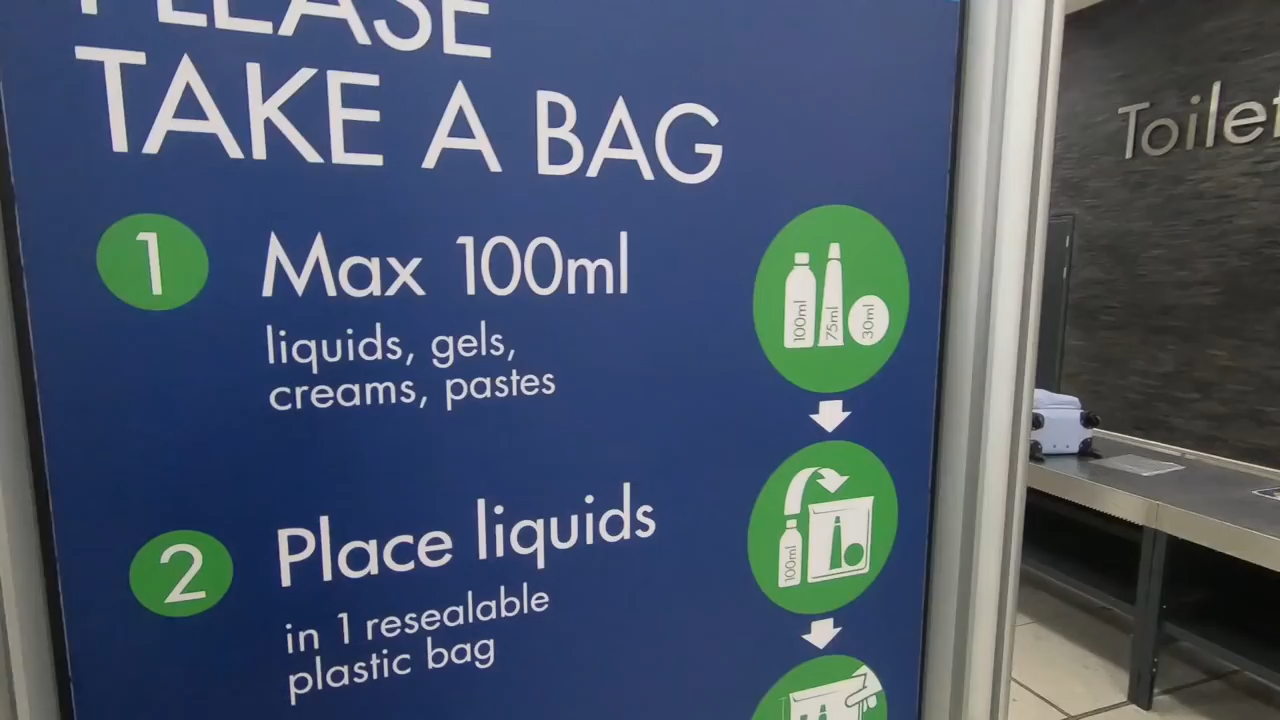 PLEASE
TAKE A BAG
1
Max 100ml
liquids, gels,
creams, pastes
100ml
75ml
30ml
2
Place liquids
in 1 resealable
plastic bag
100ml
Toilet